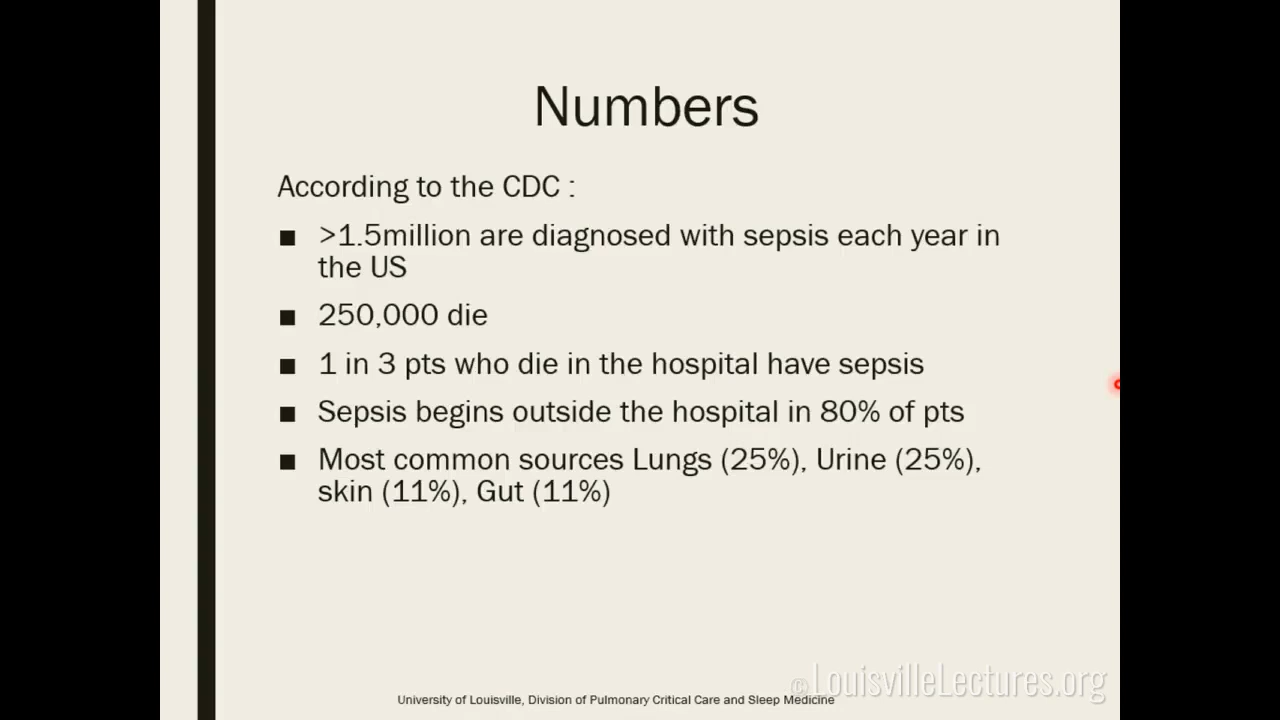 Numbers
According to the CDC :
■ >1.5million are diagnosed with sepsis each year in
the US
■ 250,000 die
■ 1 in 3 pts who die in the hospital have sepsis
■ Sepsis begins outside the hospital in 80% of pts
■ Most common sources Lungs (25%), Urine (25%),
skin (11%), Gut (11%)
©LouisvilleLectures.org
University of Louisville, Division of Pulmonary Critical Care and Sleep Medicine